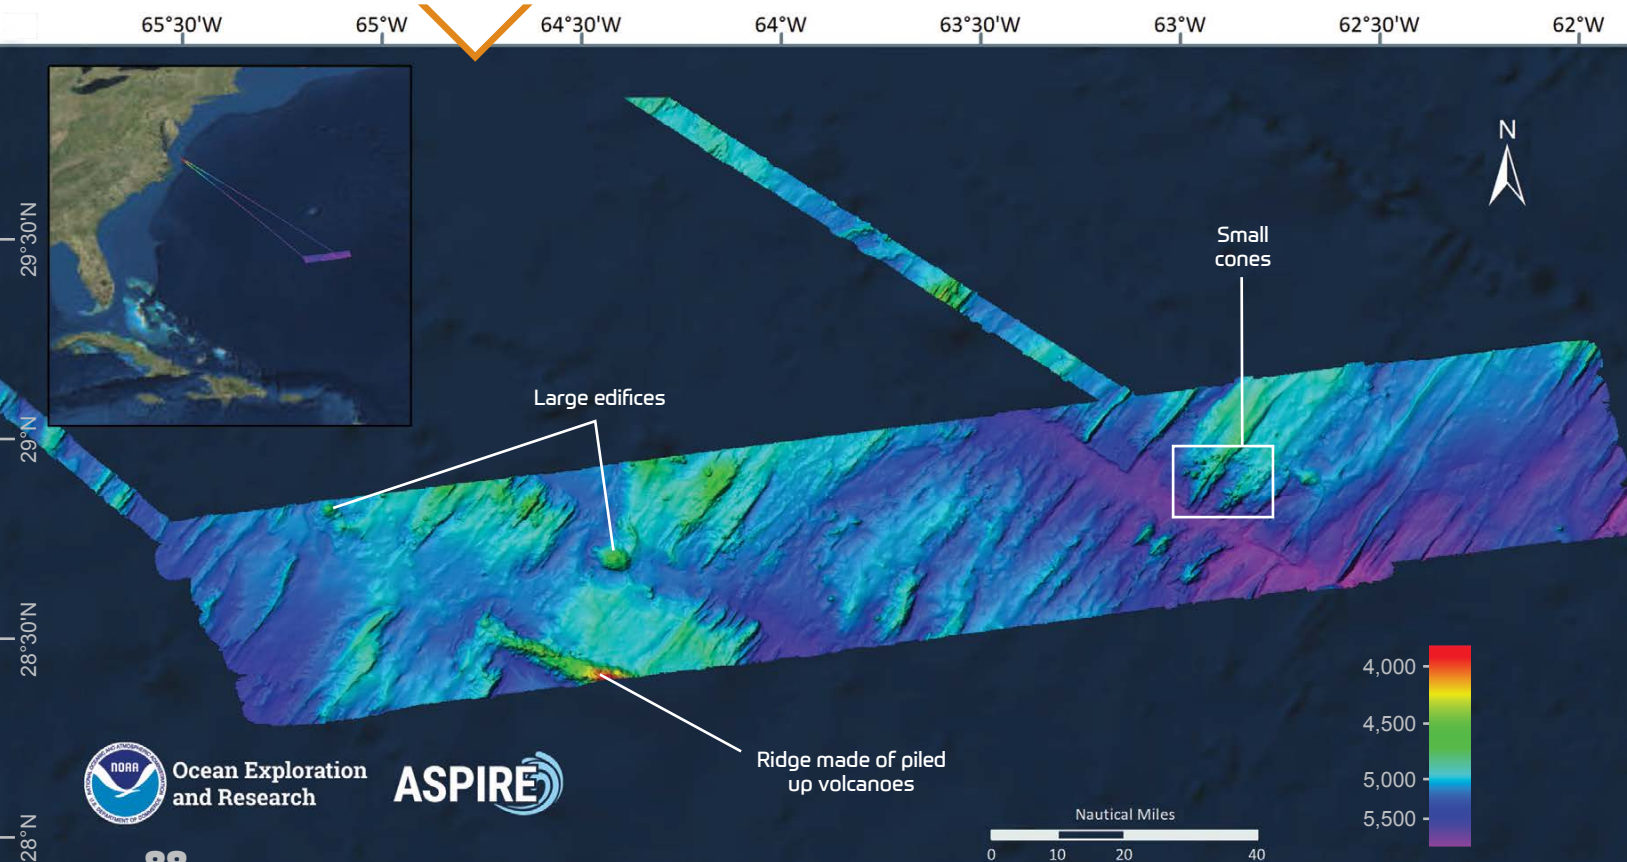 65°30'W 65°W 64°30'W 64°W 63°30'W 63°W 62°30'W 62°W
N
29°30'N
Small
cones
Large edifices
29°N
28°30'N
4,000
4,500
5,000
5,500
Ridge made of piled
up volcanoes
NOAA
Ocean Exploration
and Research
ASPIRE
Nautical Miles
0 10 20 40
28°N